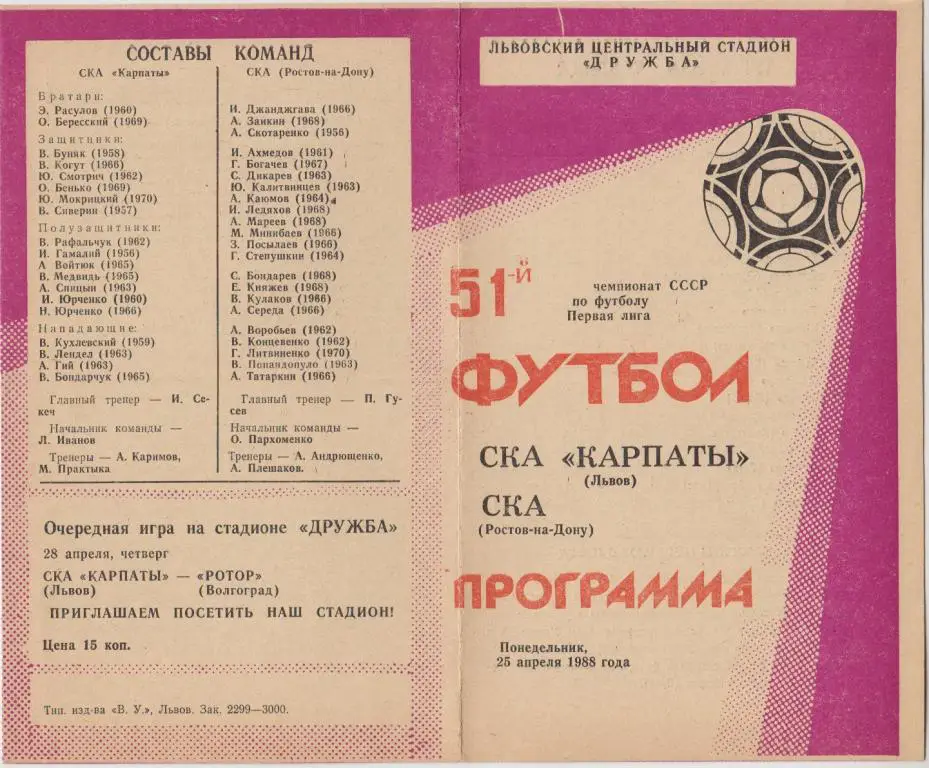 СОСТАВЫ КОМАНД
СКА «Карпаты»
Вратари:
Э. Расулов (1960)
О. Бересский (1969)
Защитники:
В. Буняк (1958)
В. Когут (1966)
Ю. Смотрич (1962)
О. Бенько (1969)
Ю. Мокрицкий (1970)
В. Сиверин (1957)
Полузащитники:
В. Рафальчук (1962)
И. Гамалий (1956)
А Войтюк (1965)
В. Медвидь (1965)
А. Спицын (1963)
И. Юрченко (1960)
Н. Юрченко (1966)
Нападающие:
В. Кухлевский (1959)
В. Лендел (1963)
А. Гий (1963)
В. Бондарчук (1965)
Главный тренер — И. Се-
кеч
Начальник команды —
Л. Иванов
Тренеры — А. Каримов,
М. Практыка
СКА (Ростов-на-Дону)
И. Джанджгава (1966)
А. Заикин (1968)
А. Скотаренко (1956)
И. Ахмедов (1961)
Г. Богачев (1967)
С. Дикарев (1963)
Ю. Калитвинцев (1963)
А. Каюмов (1964)
И. Ледяхов (1968)
А. Мареев (1968)
М. Минибаев (1966)
З. Посылаев (1966)
Г. Степушкин (1964)
С. Бондарев (1968)
Е. Княжев (1968)
В. Кулаков (1966)
А. Середа (1966)
А. Воробьев (1962)
В. Концевенко (1962)
Г. Литвиненко (1970)
В. Попандопуло (1963)
А. Татаркин (1966)
Главный тренер — П. Гу-
сев
Начальник команды —
О. Пархоменко
Тренеры — А. Андрющенко,
А. Плешаков.
Очередная игра на стадионе «ДРУЖБА»
28 апреля, четверг
СКА «КАРПАТЫ» — «РОТОР»
(Львов) (Волгоград)
ПРИГЛАШАЕМ ПОСЕТИТЬ НАШ СТАДИОН!
Цена 15 коп.
Тип. изд-ва «В. У.», Львов. Зак. 2299—3000.
ЛЬВОВСКИЙ ЦЕНТРАЛЬНЫЙ СТАДИОН
«ДРУЖБА»
51-й
чемпионат СССР
по футболу
Первая лига
ФУТБОЛ
СКА «КАРПАТЫ»
(Львов)
СКА
(Ростов-на-Дону)
ПРОГРАММА
Понедельник,
25 апреля 1988 года